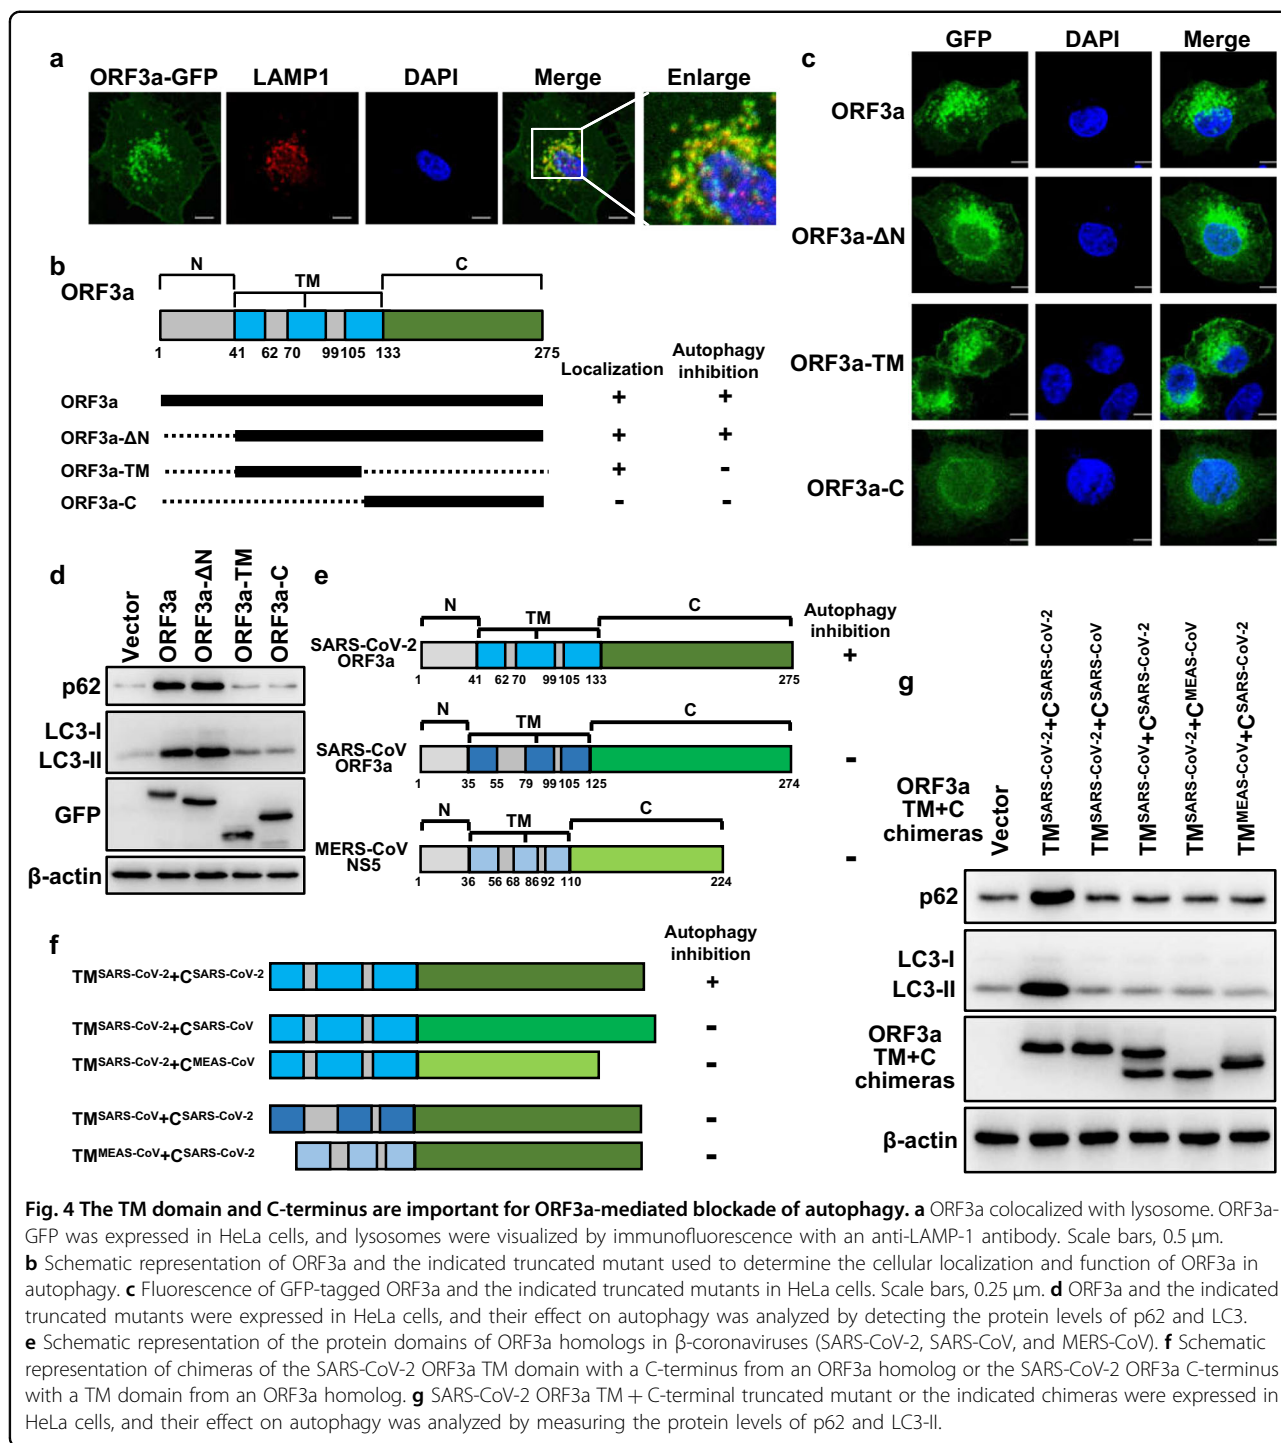 a
ORF3a-GFP LAMP1 DAPI Merge Enlarge
b
N TM C
ORF3a
1 41 62 70 99 105 133 275
Localization Autophagy inhibition
ORF3a + +
ORF3a-ΔN + +
ORF3a-TM + -
ORF3a-C - -
c
GFP DAPI Merge
ORF3a
ORF3a-ΔN
ORF3a-TM
ORF3a-C
d
Vector ORF3a ORF3a-ΔN ORF3a-TM ORF3a-C
p62
LC3-I
LC3-II
GFP
β-actin
e
Autophagy
inhibition
N TM C
SARS-CoV-2
ORF3a
+
1 41 62 70 99 105 133 275
N TM C
SARS-CoV
ORF3a
-
1 35 55 79 99 105 125 274
N TM C
MERS-CoV
NS5
-
1 36 56 68 86 92 110 224
f
Autophagy
inhibition
TMSARS-CoV-2+CSARS-CoV-2 +
TMSARS-CoV-2+CSARS-CoV -
TMSARS-CoV-2+CMEAS-CoV -
TMSARS-CoV+CSARS-CoV-2 -
TMMEAS-CoV+CSARS-CoV-2 -
g
ORF3a
TM+C
chimeras
Vector TMSARS-CoV-2+CSARS-CoV-2 TMSARS-CoV-2+CSARS-CoV TMSARS-CoV+CSARS-CoV-2 TMSARS-CoV-2+CMEAS-CoV TMMEAS-CoV+CSARS-CoV-2
p62
LC3-I
LC3-II
ORF3a
TM+C
chimeras
β-actin
Fig. 4 The TM domain and C-terminus are important for ORF3a-mediated blockade of autophagy. a ORF3a colocalized with lysosome. ORF3a-
GFP was expressed in HeLa cells, and lysosomes were visualized by immunofluorescence with an anti-LAMP-1 antibody. Scale bars, 0.5 μm.
b Schematic representation of ORF3a and the indicated truncated mutant used to determine the cellular localization and function of ORF3a in
autophagy. c Fluorescence of GFP-tagged ORF3a and the indicated truncated mutants in HeLa cells. Scale bars, 0.25 μm. d ORF3a and the indicated
truncated mutants were expressed in HeLa cells, and their effect on autophagy was analyzed by detecting the protein levels of p62 and LC3.
e Schematic representation of the protein domains of ORF3a homologs in β-coronaviruses (SARS-CoV-2, SARS-CoV, and MERS-CoV). f Schematic
representation of chimeras of the SARS-CoV-2 ORF3a TM domain with a C-terminus from an ORF3a homolog or the SARS-CoV-2 ORF3a C-terminus
with a TM domain from an ORF3a homolog. g SARS-CoV-2 ORF3a TM + C-terminal truncated mutant or the indicated chimeras were expressed in
HeLa cells, and their effect on autophagy was analyzed by measuring the protein levels of p62 and LC3-II.